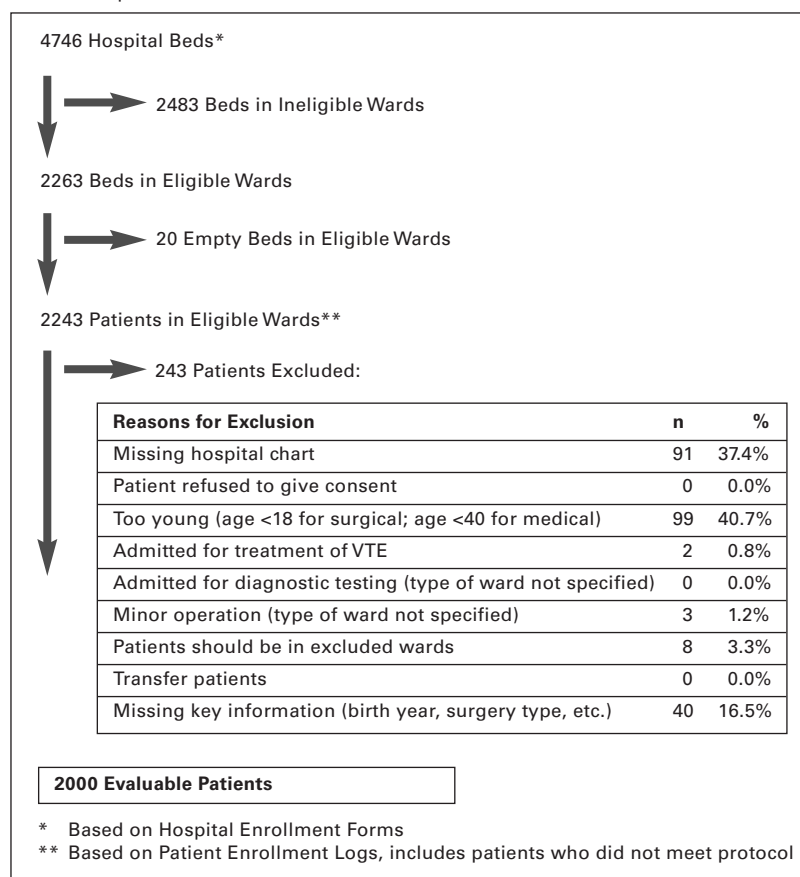 4746 Hospital Beds*
2483 Beds in Ineligible Wards
2263 Beds in Eligible Wards
20 Empty Beds in Eligible Wards
2243 Patients in Eligible Wards**
243 Patients Excluded:
Reasons for Exclusion n %
Missing hospital chart 91 37.4%
Patient refused to give consent 0 0.0%
Too young (age <18 for surgical; age <40 for medical) 99 40.7%
Admitted for treatment of VTE 2 0.8%
Admitted for diagnostic testing (type of ward not specified) 0 0.0%
Minor operation (type of ward not specified) 3 1.2%
Patients should be in excluded wards 8 3.3%
Transfer patients 0 0.0%
Missing key information (birth year, surgery type, etc.) 40 16.5%
2000 Evaluable Patients
* Based on Hospital Enrollment Forms
** Based on Patient Enrollment Logs, includes patients who did not meet protocol